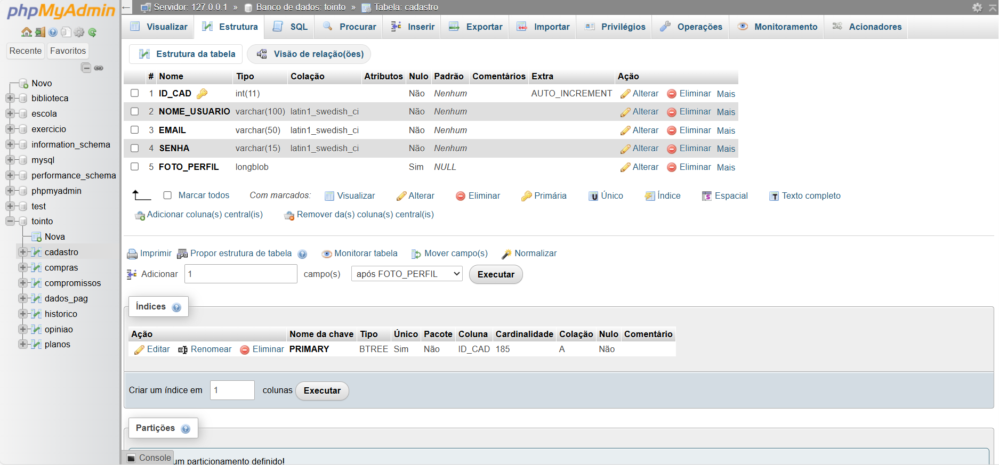 phpMyAdmin
Recente Favoritos
Novo
biblioteca
escola
exercicio
information_schema
mysql
performance_schema
phpmyadmin
test
tointo
Nova
cadastro
compras
compromissos
dados_pag
historico
opiniao
planos
Servidor: 127.0.0.1 » Banco de dados: tointo » Tabela: cadastro
Visualizar Estrutura SQL Procurar Inserir Exportar Importar Privilégios Operações Monitoramento Acionadores
Estrutura da tabela Visão de relação(ões)
# Nome Tipo Colação Atributos Nulo Padrão Comentários Extra Ação
1 ID_CAD int(11) Não Nenhum AUTO_INCREMENT Alterar Eliminar Mais
2 NOME_USUARIO varchar(100) latin1_swedish_ci Não Nenhum Alterar Eliminar Mais
3 EMAIL varchar(50) latin1_swedish_ci Não Nenhum Alterar Eliminar Mais
4 SENHA varchar(15) latin1_swedish_ci Não Nenhum Alterar Eliminar Mais
5 FOTO_PERFIL longblob Sim NULL Alterar Eliminar Mais
Marcar todos Com marcados: Visualizar Alterar Eliminar Primária Único Índice Espacial Texto completo
Adicionar coluna(s) central(is) Remover da(s) coluna(s) central(is)
Imprimir Propor estrutura de tabela Monitorar tabela Mover campo(s) Normalizar
Adicionar 1 campo(s) após FOTO_PERFIL Executar
Índices
Ação Nome da chave Tipo Único Pacote Coluna Cardinalidade Colação Nulo Comentário
Editar Renomear Eliminar PRIMARY BTREE Sim Não ID_CAD 185 A Não
Criar um índice em 1 colunas Executar
Partições
Console um particionamento definido!